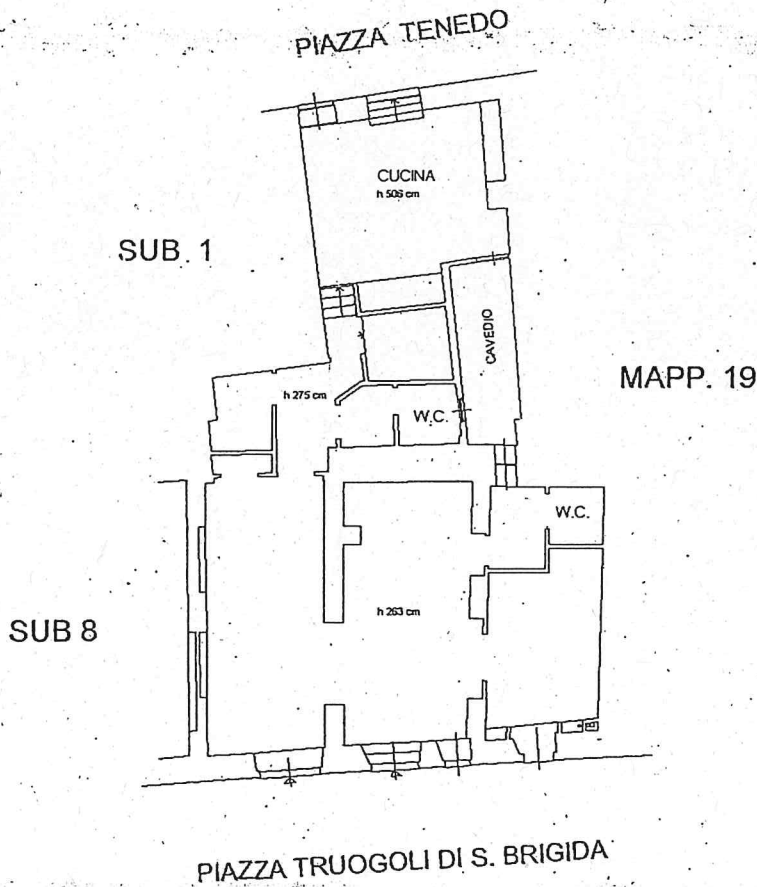 PIAZZA TENEDO
CUCINA
h 506 cm
SUB. 1
CAVEDIO
MAPP. 19
h 275 cm
W.C.
W.C.
SUB 8
h 263 cm
PIAZZA TRUOGOLI DI S. BRIGIDA